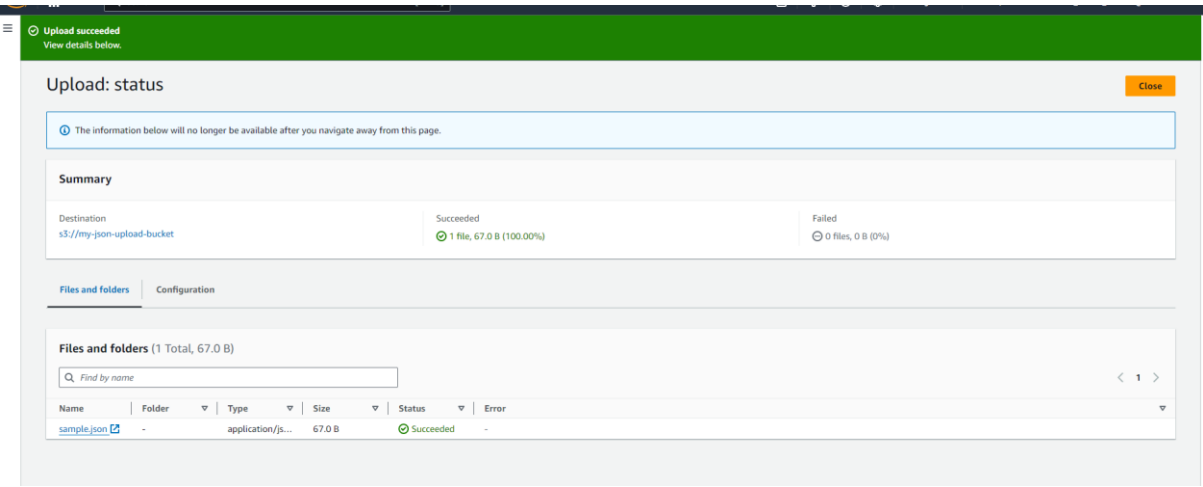 Upload succeeded
View details below.
Upload: status
Close
The information below will no longer be available after you navigate away from this page.
Summary
Destination
s3://my-json-upload-bucket
Succeeded
1 file, 67.0 B (100.00%)
Failed
0 files, 0 B (0%)
Files and folders Configuration
Files and folders (1 Total, 67.0 B)
Find by name
1
Name Folder Type Size Status Error
sample.json - application/js... 67.0 B Succeeded -